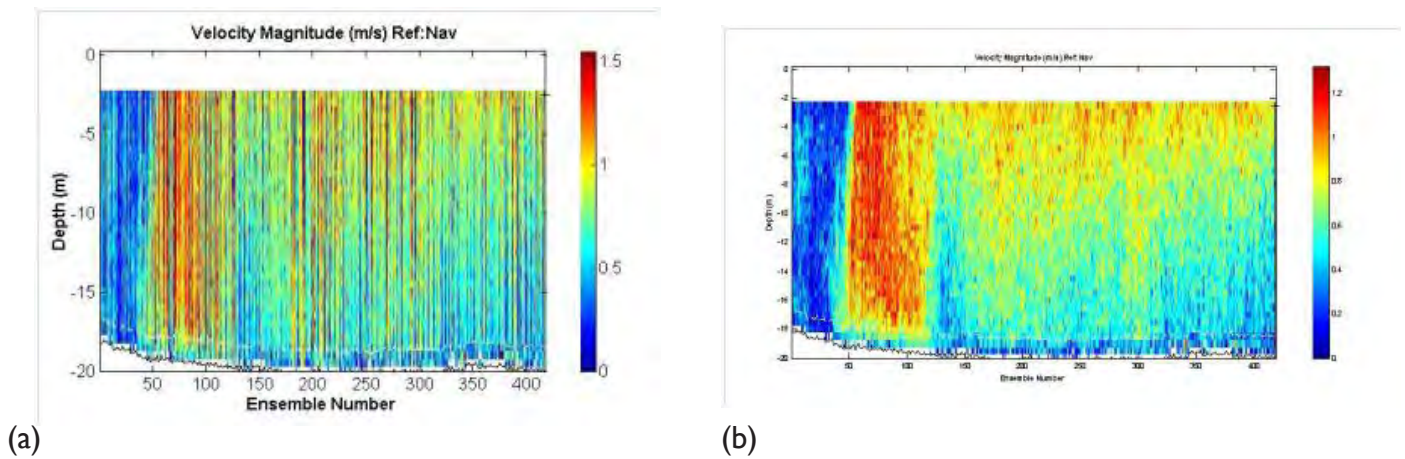 Velocity Magnitude (m/s) Ref:Nav
0
-5
-10
-15
-20
Depth (m)
50 100 150 200 250 300 350 400
Ensemble Number
1.5
1
0.5
0
(a)
Velocity Magnitude (m/s) Ref:Nav
0
-2
-4
-6
-8
-10
-12
-14
-16
-18
-20
Depth (m)
50 100 150 200 250 300 350 400
Ensemble Number
1.2
1
0.8
0.6
0.4
0.2
0
(b)